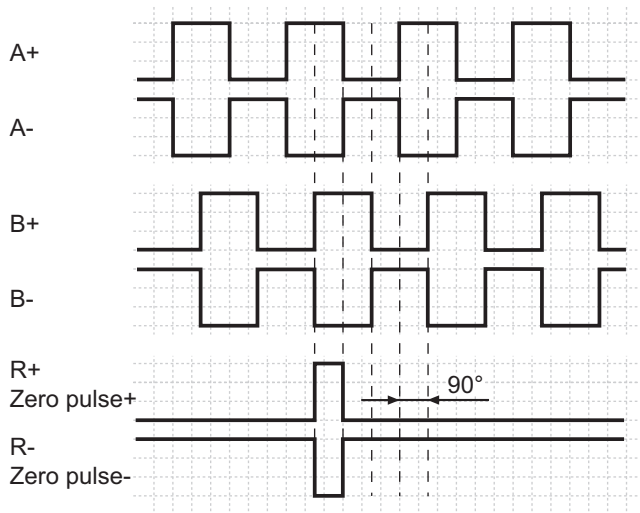 A+
A-
B+
B-
R+
Zero pulse+
90°
R-
Zero pulse-